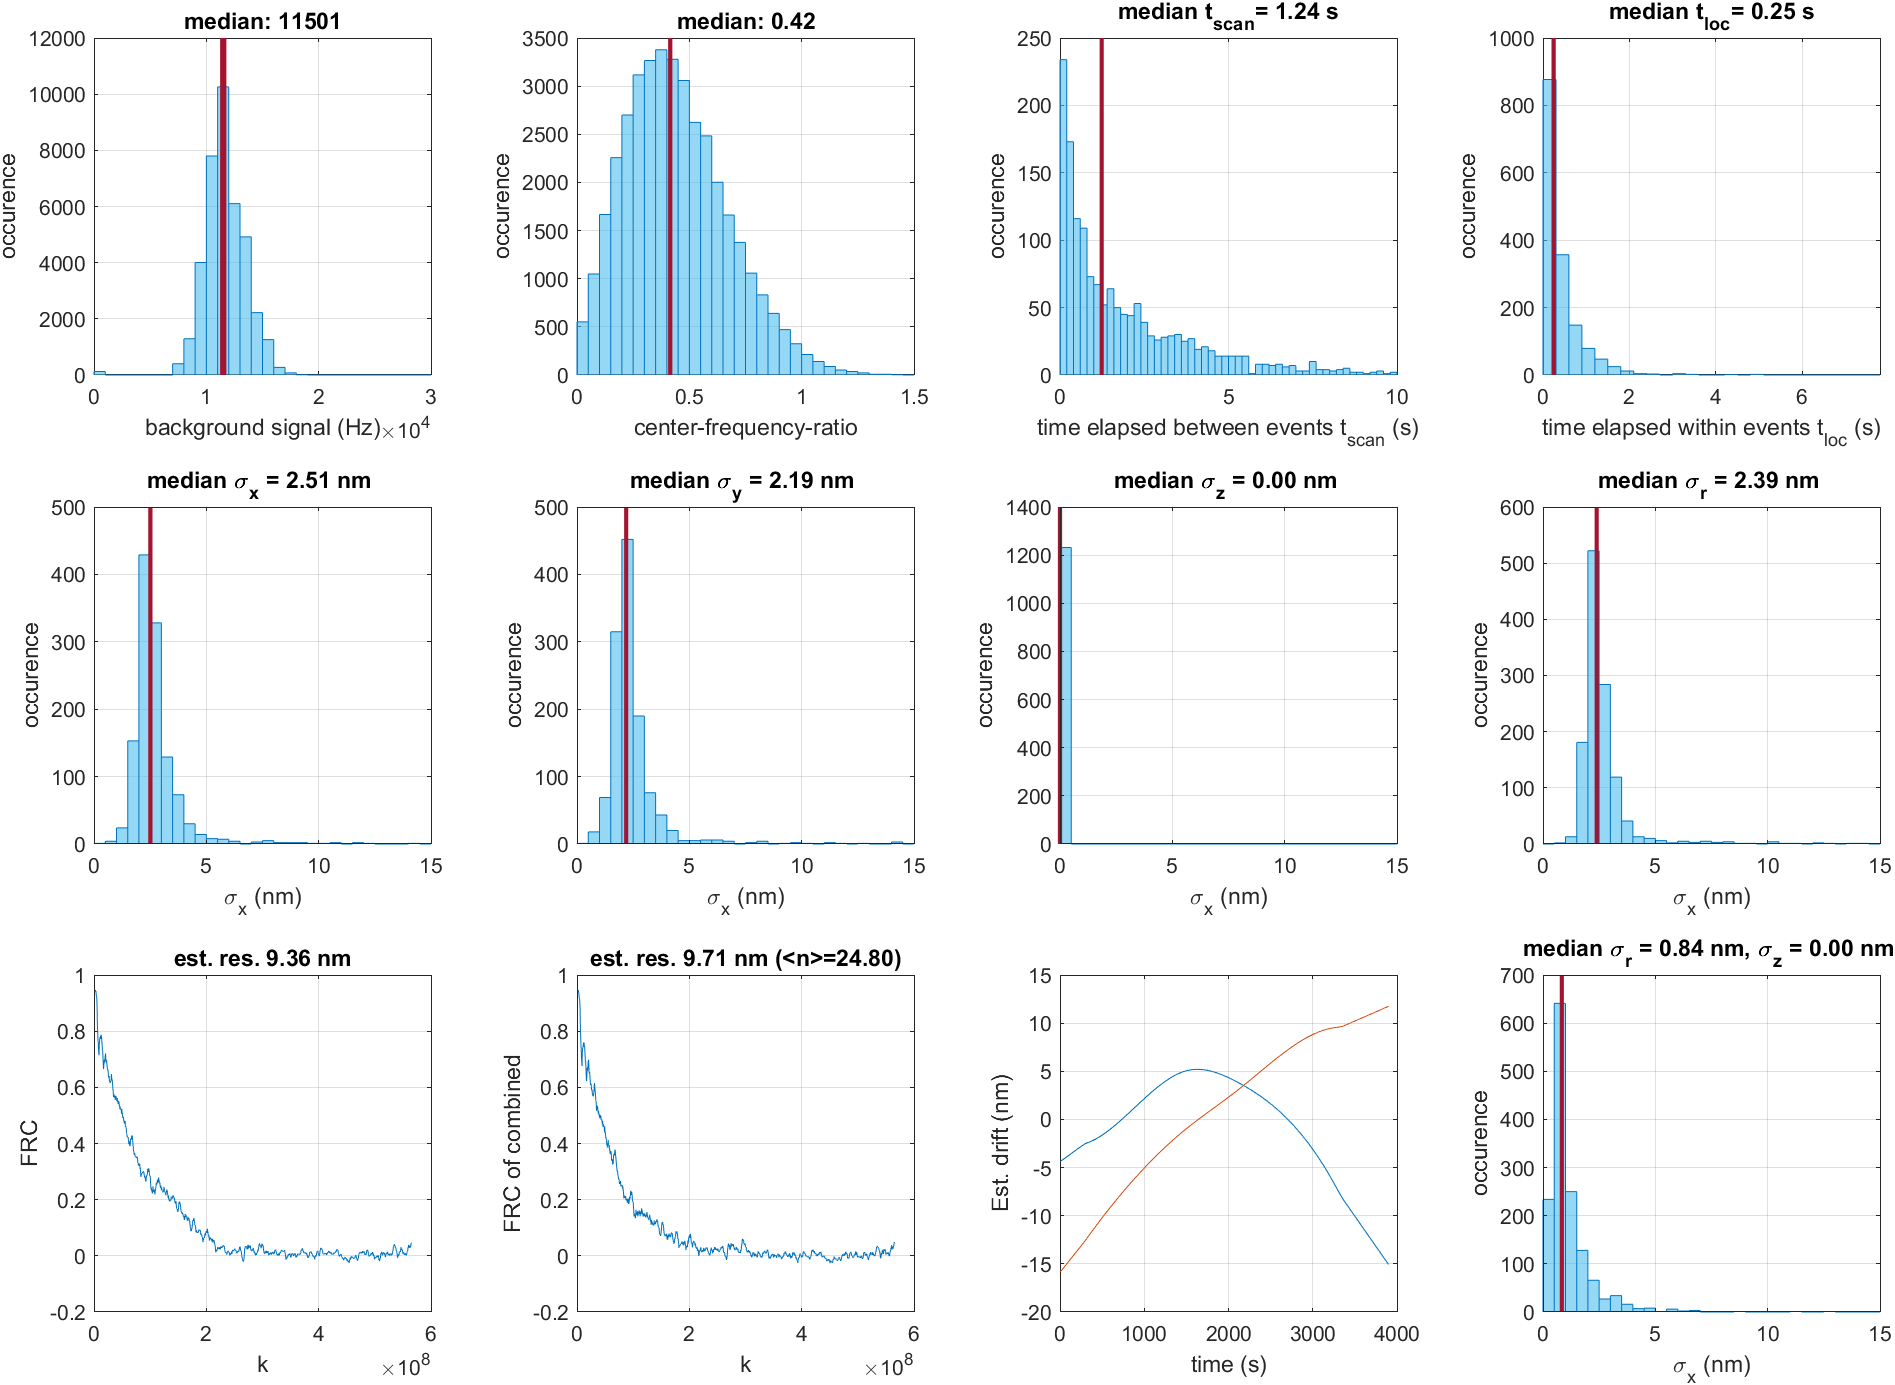 median: 11501
12000
10000
8000
6000
4000
2000
0
occurence
0 1 2 3
background signal (Hz) ×10^4
median: 0.42
3500
3000
2500
2000
1500
1000
500
0
occurence
0 0.5 1 1.5
center-frequency-ratio
median t_scan= 1.24 s
250
200
150
100
50
0
occurence
0 5 10
time elapsed between events t_scan (s)
median t_loc= 0.25 s
1000
800
600
400
200
0
occurence
0 2 4 6
time elapsed within events t_loc (s)
median σ_x = 2.51 nm
500
400
300
200
100
0
occurence
0 5 10 15
σ_x (nm)
median σ_y = 2.19 nm
500
400
300
200
100
0
occurence
0 5 10 15
σ_x (nm)
median σ_z = 0.00 nm
1400
1200
1000
800
600
400
200
0
occurence
0 5 10 15
σ_x (nm)
median σ_r = 2.39 nm
600
500
400
300
200
100
0
occurence
0 5 10 15
σ_x (nm)
est. res. 9.36 nm
1
0.8
0.6
0.4
0.2
0
-0.2
FRC
0 2 4 6
k ×10^8
est. res. 9.71 nm (<n>=24.80)
1
0.8
0.6
0.4
0.2
0
-0.2
FRC of combined
0 2 4 6
k ×10^8
15
10
5
0
-5
-10
-15
-20
Est. drift (nm)
0 1000 2000 3000 4000
time (s)
median σ_r = 0.84 nm, σ_z = 0.00 nm
700
600
500
400
300
200
100
0
occurence
0 5 10 15
σ_x (nm)